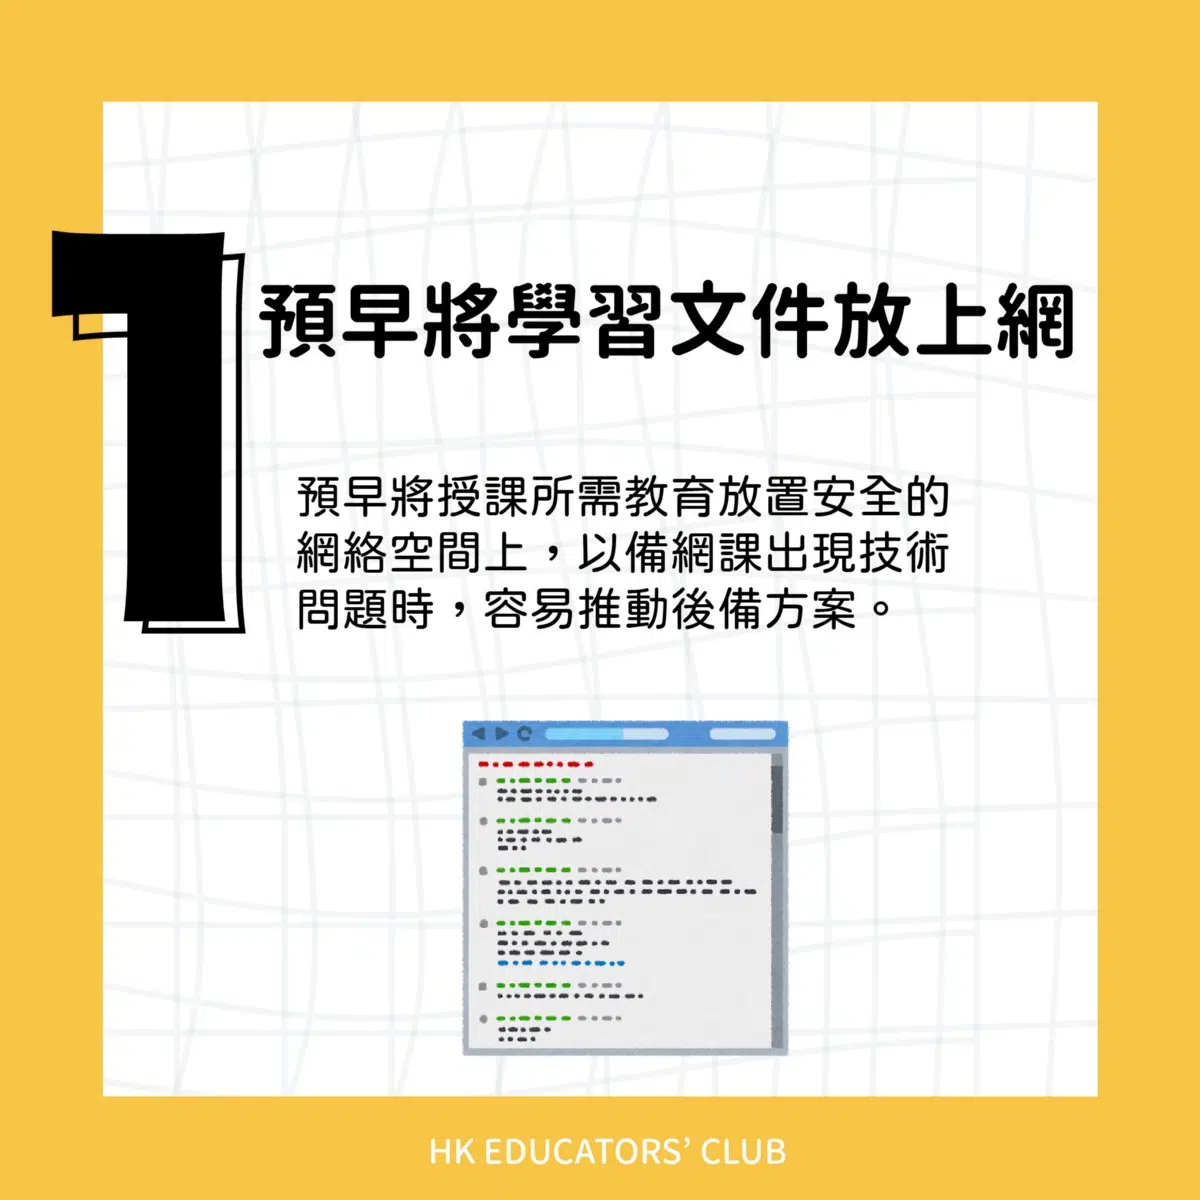 1
預早將學習文件放上網
預早將授課所需教育放置安全的
網絡空間上，以備網課出現技術
問題時，容易推動後備方案。
HK EDUCATORS’ CLUB